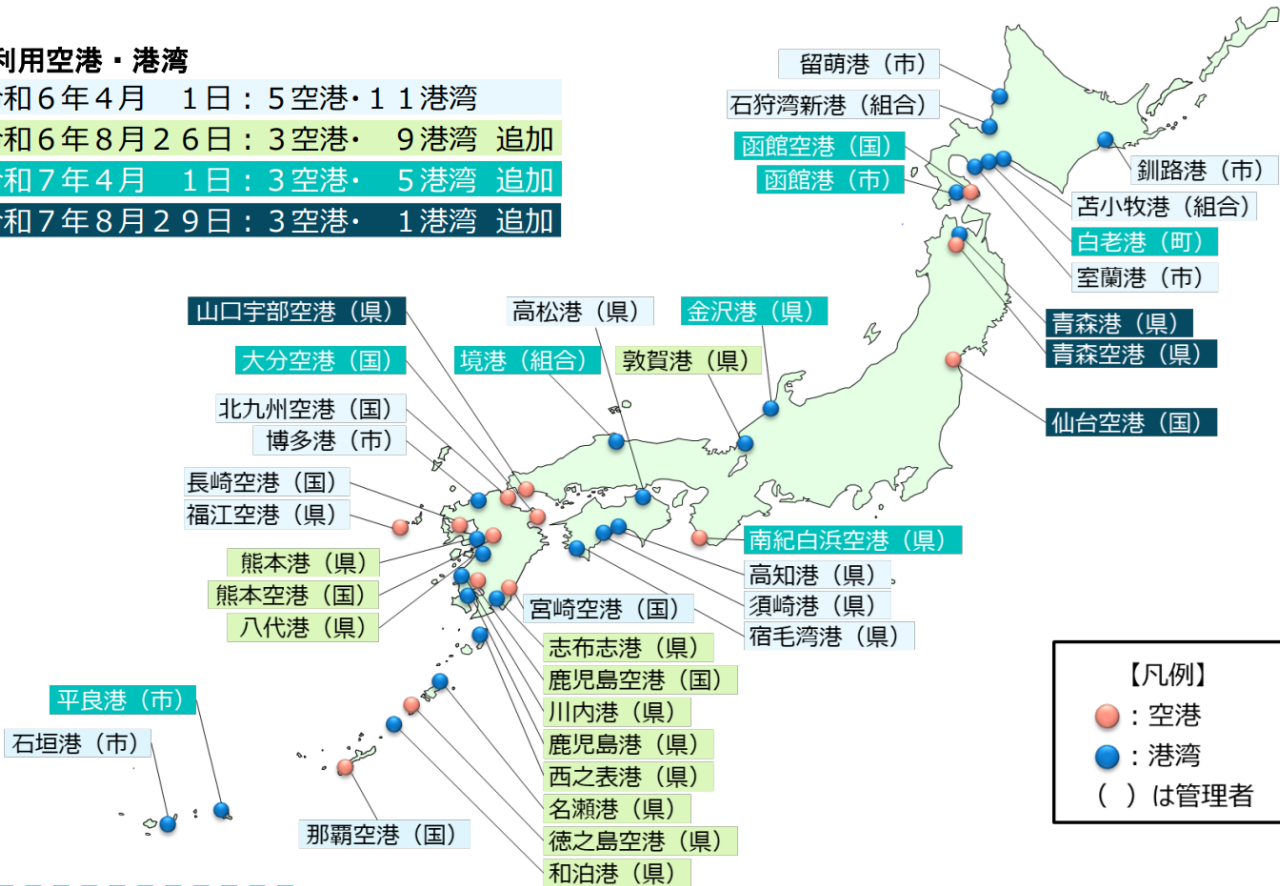 利用空港・港湾
和6年4月 1日：5空港・11港湾
和6年8月26日：3空港・ 9港湾 追加
和7年4月 1日：3空港・ 5港湾 追加
和7年8月29日：3空港・ 1港湾 追加
留萌港（市）
石狩湾新港（組合）
函館空港（国）
函館港（市）
釧路港（市）
苫小牧港（組合）
白老港（町）
室蘭港（市）
青森港（県）
青森空港（県）
仙台空港（国）
山口宇部空港（県）
高松港（県）
金沢港（県）
大分空港（国）
境港（組合）
敦賀港（県）
北九州空港（国）
博多港（市）
長崎空港（国）
福江空港（県）
熊本港（県）
熊本空港（国）
八代港（県）
南紀白浜空港（県）
高知港（県）
須崎港（県）
宿毛湾港（県）
宮崎空港（国）
志布志港（県）
鹿児島空港（国）
川内港（県）
鹿児島港（県）
西之表港（県）
名瀬港（県）
徳之島空港（県）
和泊港（県）
平良港（市）
石垣港（市）
那覇空港（国）
【凡例】
：空港
：港湾
（ ）は管理者